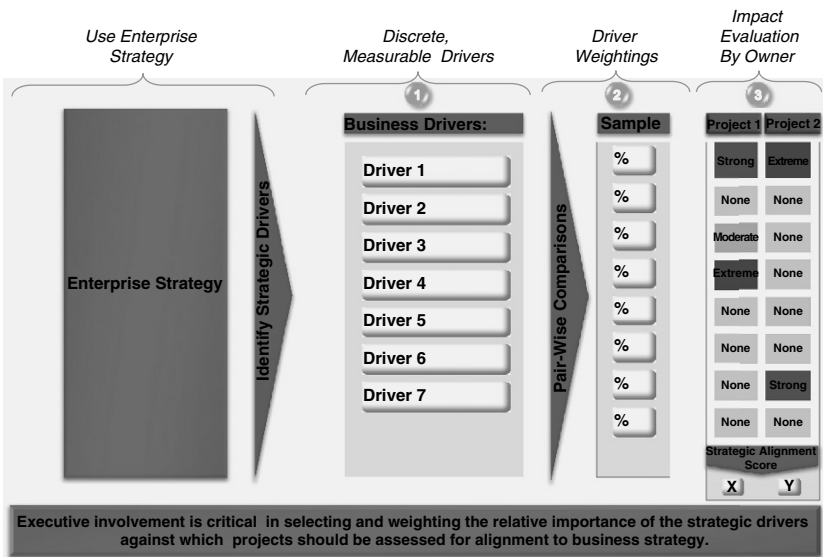 Use Enterprise
Strategy
Discrete,
Measurable Drivers
Driver
Weightings
Impact
Evaluation
By Owner
1
2
3
Enterprise Strategy
Identify Strategic Drivers
Business Drivers:
Driver 1
Driver 2
Driver 3
Driver 4
Driver 5
Driver 6
Driver 7
Pair-Wise Comparisons
Sample
%
%
%
%
%
%
%
%
Project 1 Project 2
Strong Extreme
None None
Moderate None
Extreme None
None None
None None
None Strong
None None
Strategic Alignment
Score
X Y
Executive involvement is critical in selecting and weighting the relative importance of the strategic drivers
against which projects should be assessed for alignment to business strategy.